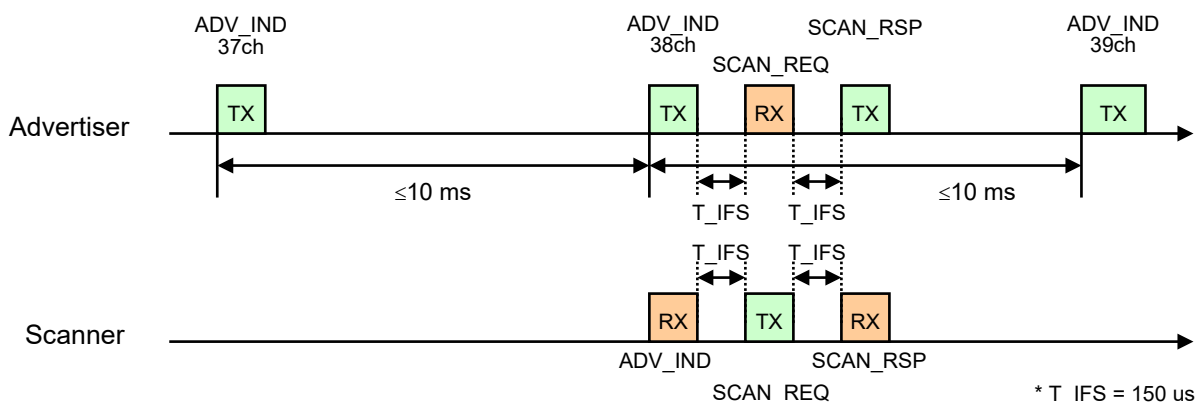 ADV_IND
37ch
ADV_IND
38ch
SCAN_RSP
ADV_IND
39ch
SCAN_REQ
Advertiser
TX
TX
RX
TX
TX
≤10 ms
≤10 ms
T_IFS
T_IFS
T_IFS
T_IFS
Scanner
RX
TX
RX
ADV_IND
SCAN_RSP
SCAN_REQ
* T_IFS = 150 us